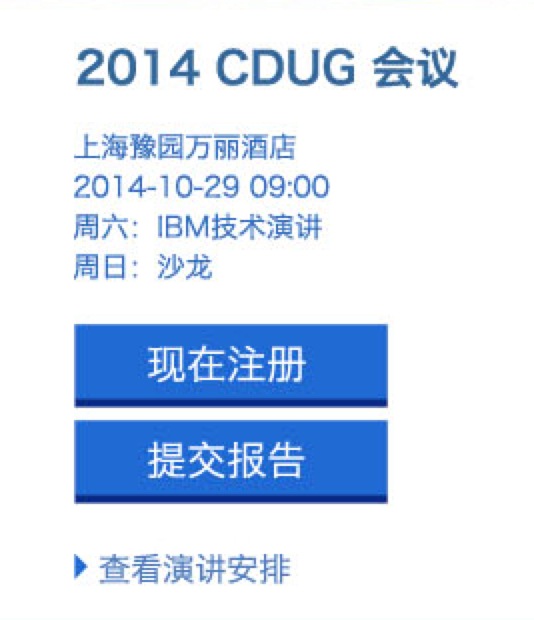 2014 CDUG 会议
上海豫园万丽酒店
2014-10-29 09:00
周六：IBM技术演讲
周日：沙龙
现在注册
提交报告
查看演讲安排